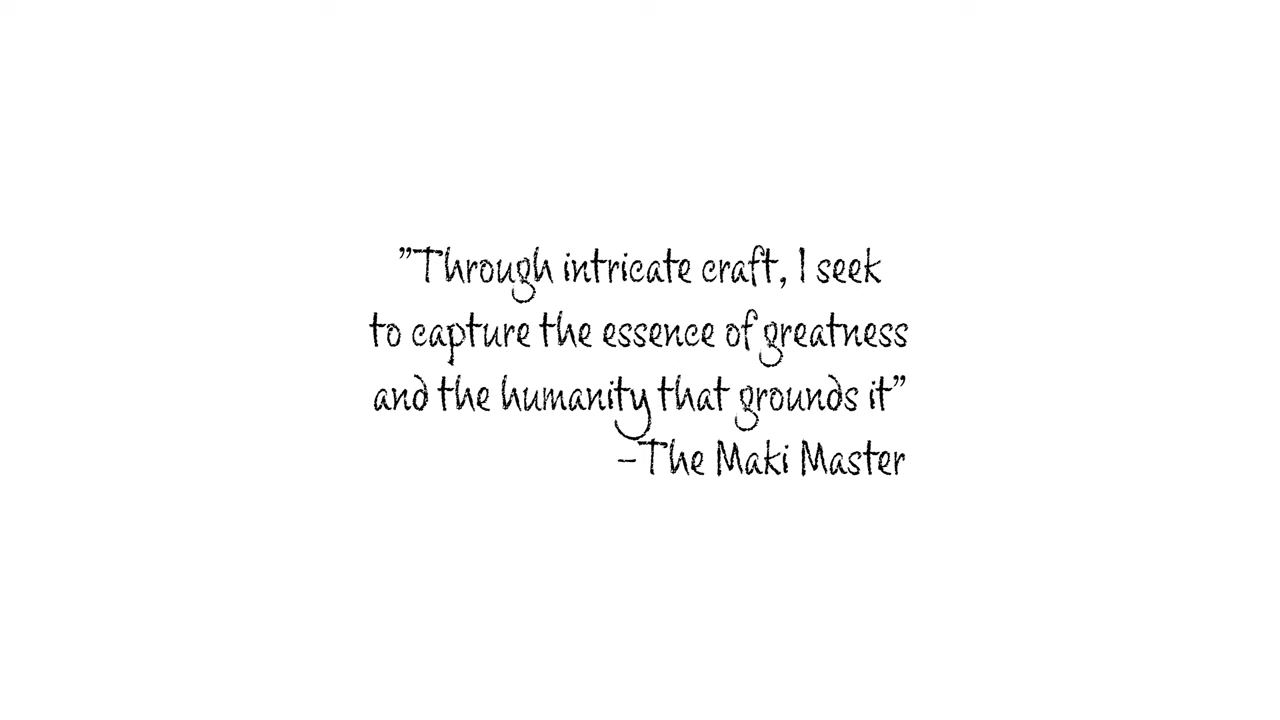 ”Through intricate craft, I seek
to capture the essence of greatness
and the humanity that grounds it”
-The Maki Master